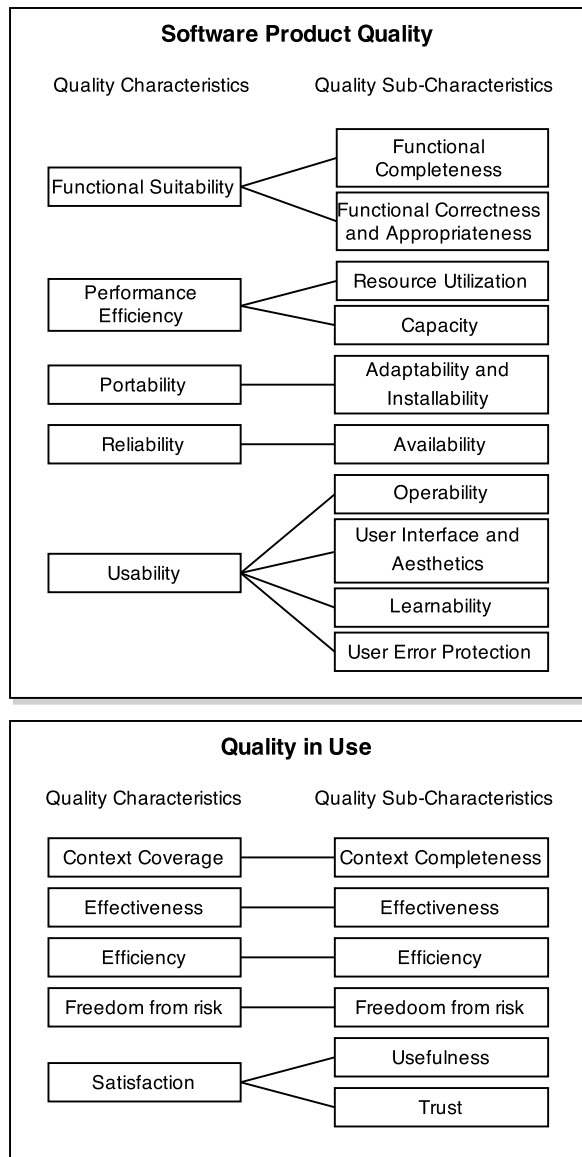 Software Product Quality
Quality Characteristics
Quality Sub-Characteristics
Functional Suitability
Functional
Completeness
Functional Correctness
and Appropriateness
Performance
Efficiency
Resource Utilization
Capacity
Portability
Adaptability and
Installability
Reliability
Availability
Usability
Operability
User Interface and
Aesthetics
Learnability
User Error Protection
Quality in Use
Quality Characteristics
Quality Sub-Characteristics
Context Coverage
Context Completeness
Effectiveness
Effectiveness
Efficiency
Efficiency
Freedom from risk
Freedoom from risk
Satisfaction
Usefulness
Trust